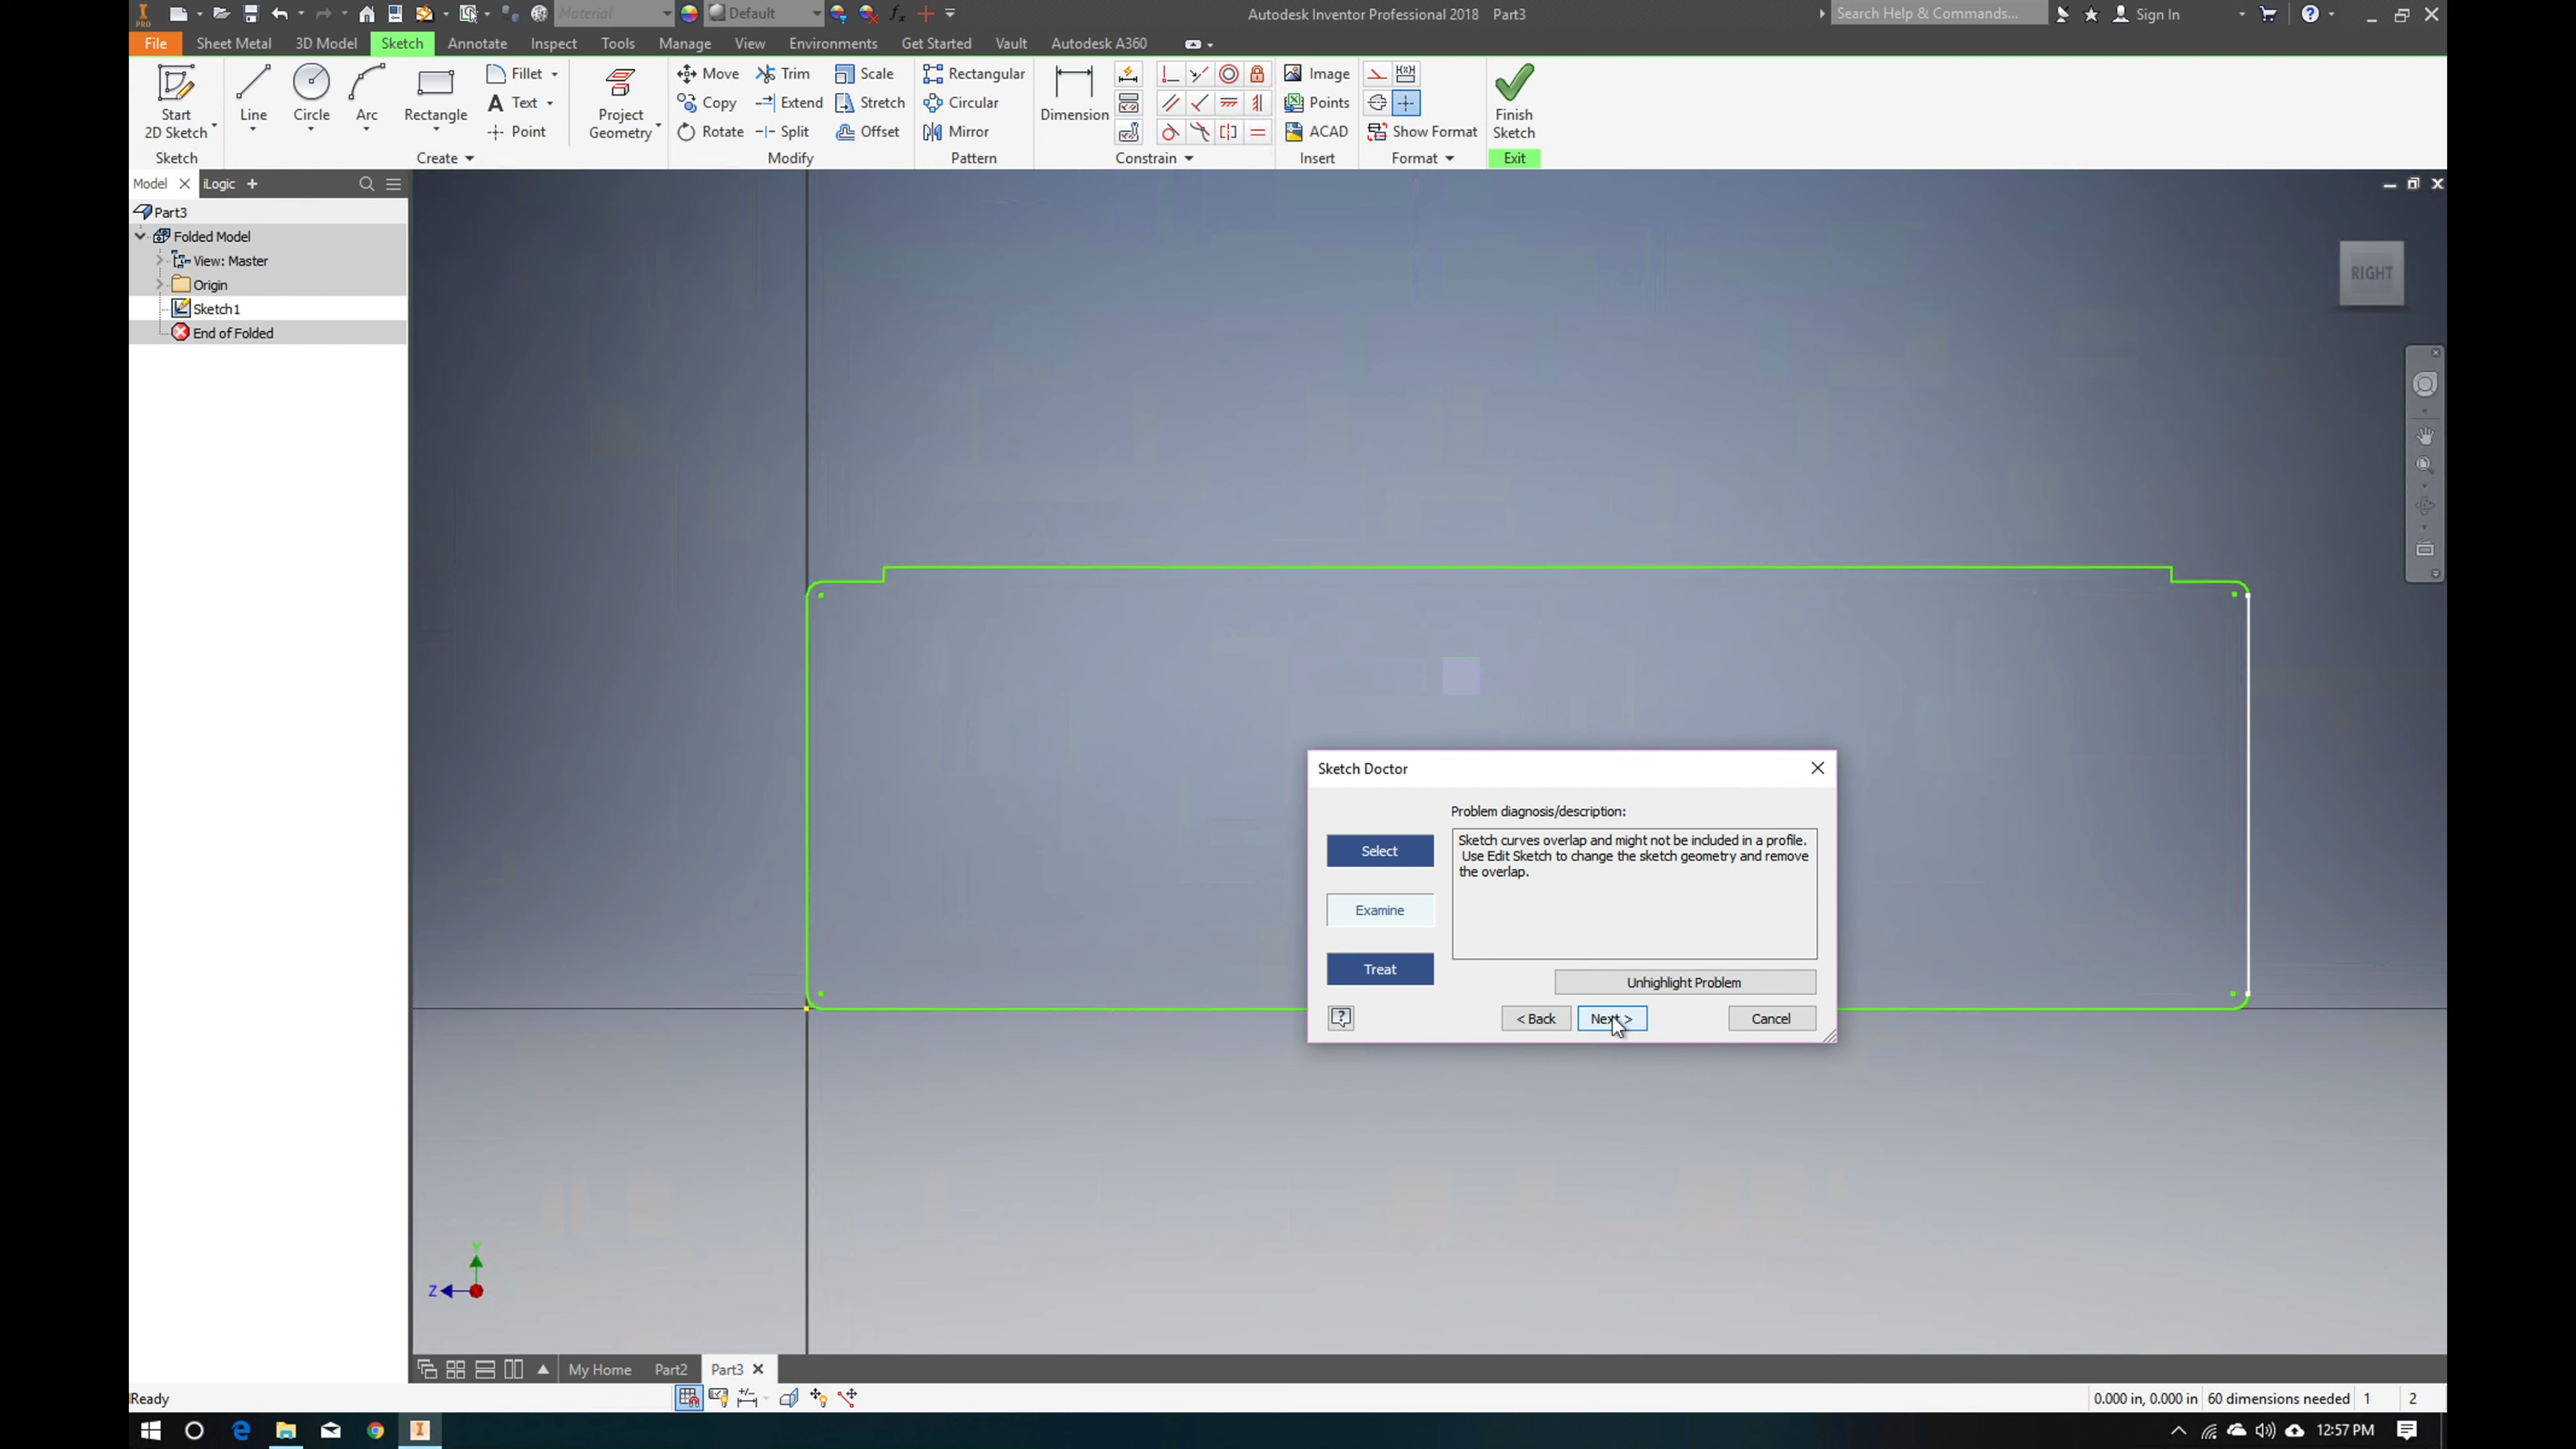 Material
Default
Autodesk Inventor Professional 2018 Part3
Search Help & Commands...
Sign In
PRO
File Sheet Metal 3D Model Sketch Annotate Inspect Tools Manage View Environments Get Started Vault Autodesk A360
Start
2D Sketch
Line
Circle
Arc
Rectangle
Fillet
Text
Point
Project
Geometry
Move
Copy
Rotate
Trim
Extend
Split
Scale
Stretch
Offset
Rectangular
Circular
Mirror
Dimension
Image
Points
ACAD
Show Format
Finish
Sketch
Sketch Create Modify Pattern Constrain Insert Format Exit
Model iLogic
Part3
Folded Model
View: Master
Origin
Sketch1
End of Folded
RIGHT
Sketch Doctor
Problem diagnosis/description:
Select
Examine
Treat
Sketch curves overlap and might not be included in a profile.
Use Edit Sketch to change the sketch geometry and remove
the overlap.
Unhighlight Problem
< Back Next > Cancel
Y
Z
My Home Part2 Part3
Ready
0.000 in, 0.000 in 60 dimensions needed 1 2
12:57 PM